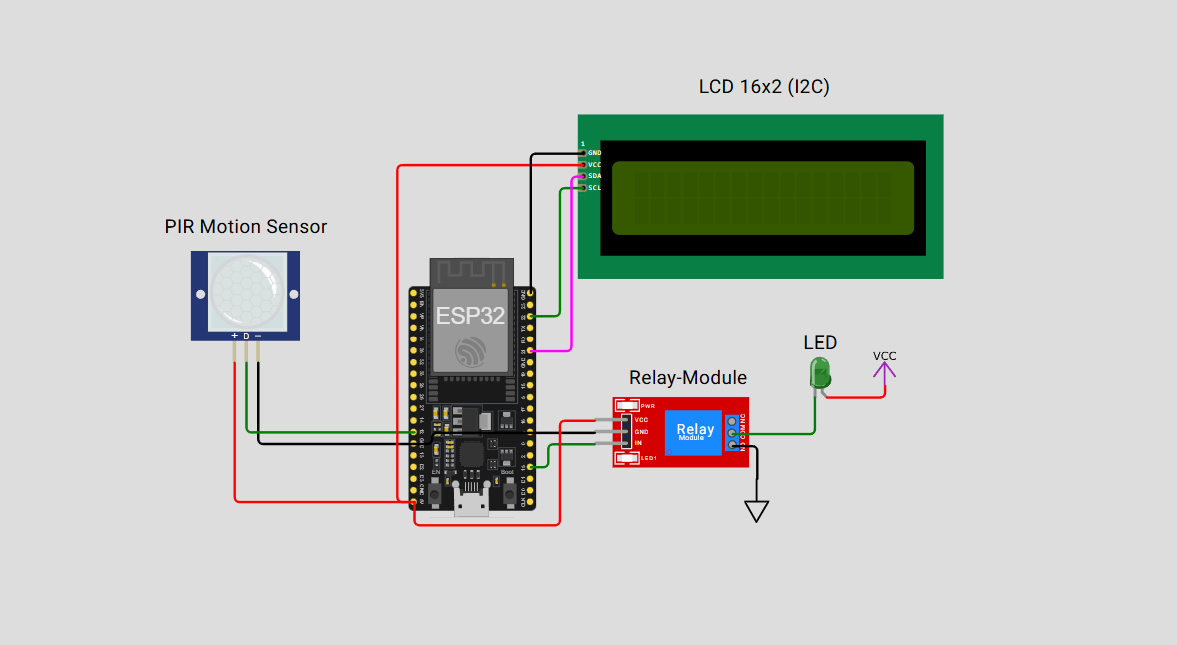 LCD 16x2 (I2C)
1
GND
VCC
SDA
SCL
PIR Motion Sensor
+ D −
ESP32
LED
VCC
Relay-Module
PWR
VCC
GND
IN
LED1
Relay
Module
NO COM NC
EN
Boot